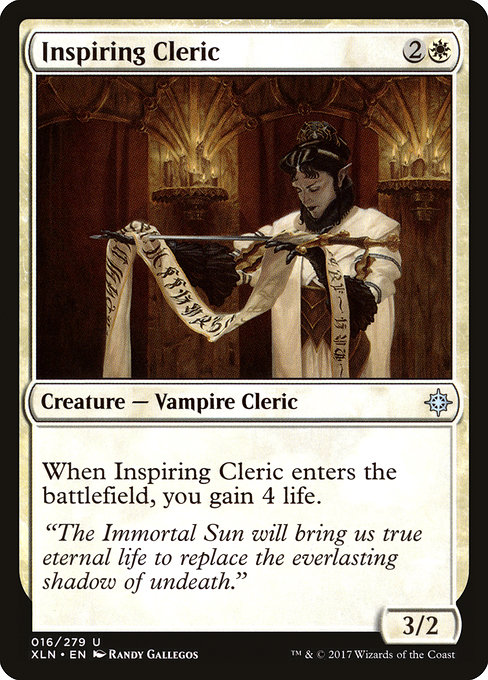 Inspiring Cleric 2
Creature — Vampire Cleric
When Inspiring Cleric enters the
battlefield, you gain 4 life.
“The Immortal Sun will bring us true
eternal life to replace the everlasting
shadow of undeath.”
3/2
016/279 U
XLN • EN Randy Gallegos
™ & © 2017 Wizards of the Coast